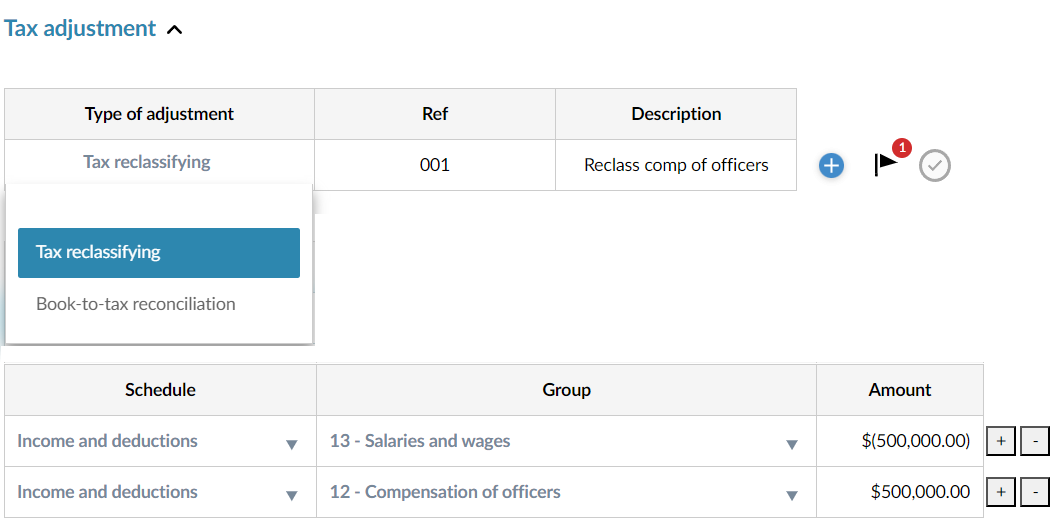 Tax adjustment
Type of adjustment Ref Description
Tax reclassifying 001 Reclass comp of officers
1
Tax reclassifying
Book-to-tax reconciliation
Schedule Group Amount
Income and deductions 13 - Salaries and wages $(500,000.00) + -
Income and deductions 12 - Compensation of officers $500,000.00 + -